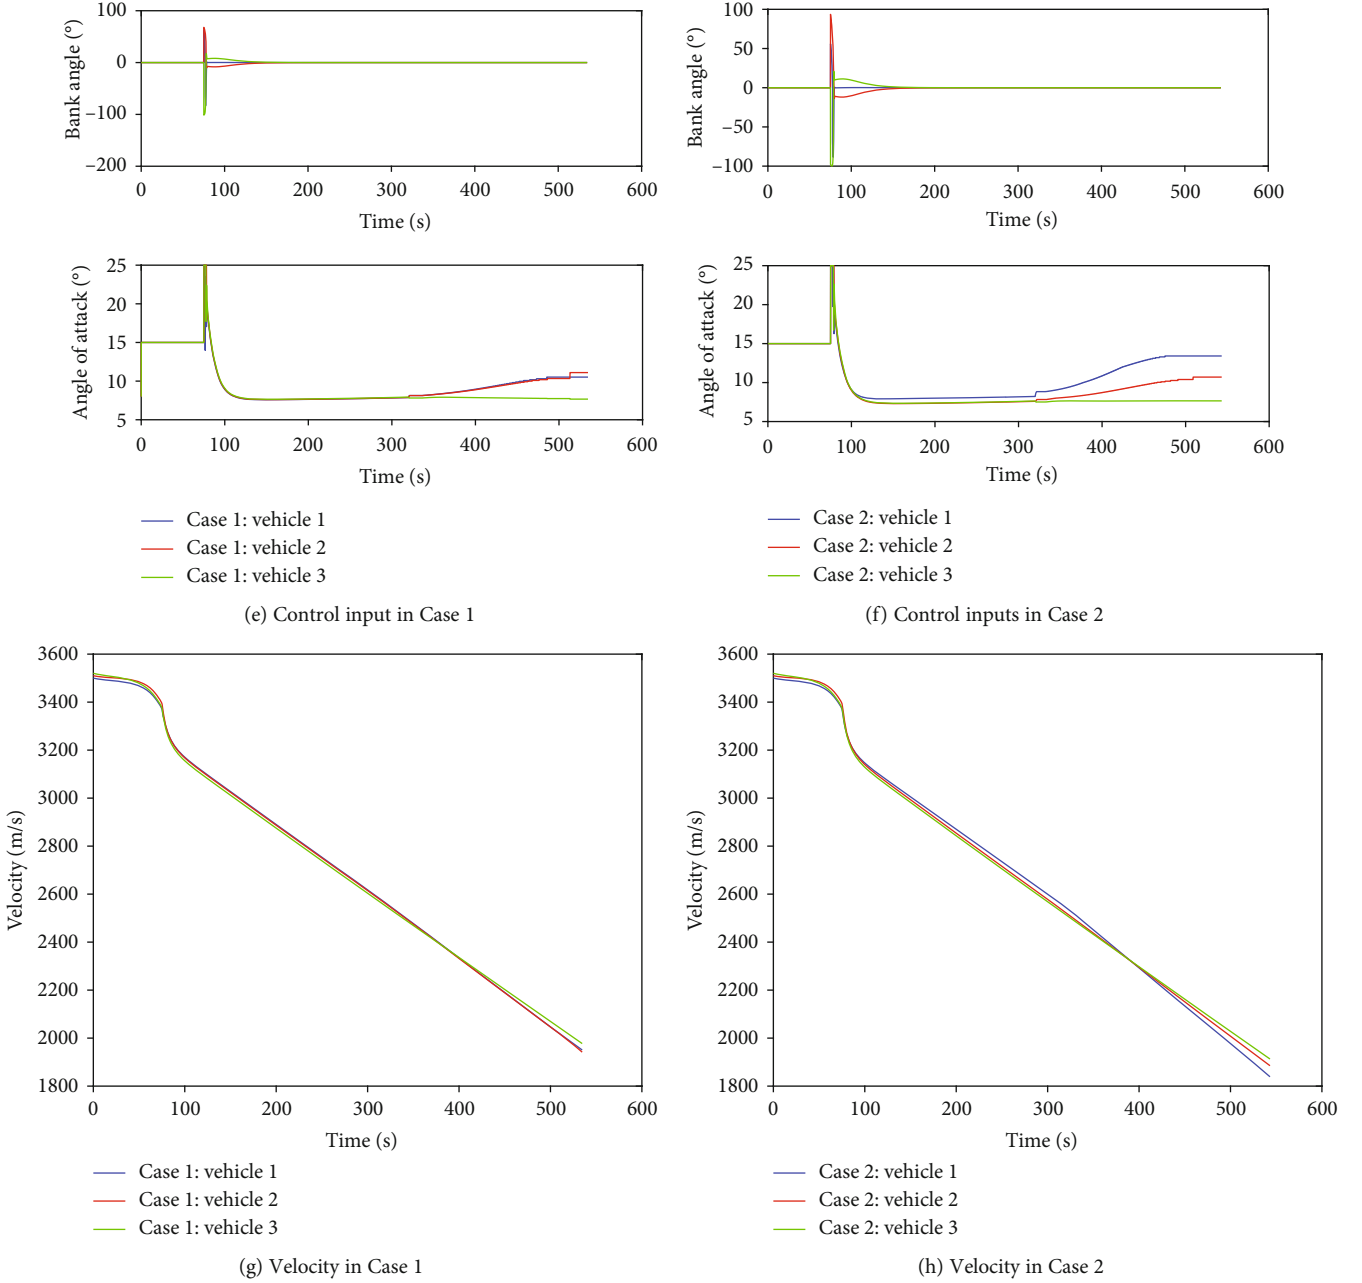 100
0
−100
−200
Bank angle (°)
0 100 200 300 400 500 600
Time (s)
100
50
0
−50
−100
Bank angle (°)
0 100 200 300 400 500 600
Time (s)
25
20
15
10
5
Angle of attack (°)
0 100 200 300 400 500 600
Time (s)
25
20
15
10
5
Angle of attack (°)
0 100 200 300 400 500 600
Time (s)
Case 1: vehicle 1
Case 1: vehicle 2
Case 1: vehicle 3
(e) Control input in Case 1
Case 2: vehicle 1
Case 2: vehicle 2
Case 2: vehicle 3
(f) Control inputs in Case 2
3600
3400
3200
3000
2800
2600
2400
2200
2000
1800
Velocity (m/s)
0 100 200 300 400 500 600
Time (s)
Case 1: vehicle 1
Case 1: vehicle 2
Case 1: vehicle 3
(g) Velocity in Case 1
3600
3400
3200
3000
2800
2600
2400
2200
2000
1800
Velocity (m/s)
0 100 200 300 400 500 600
Time (s)
Case 2: vehicle 1
Case 2: vehicle 2
Case 2: vehicle 3
(h) Velocity in Case 2